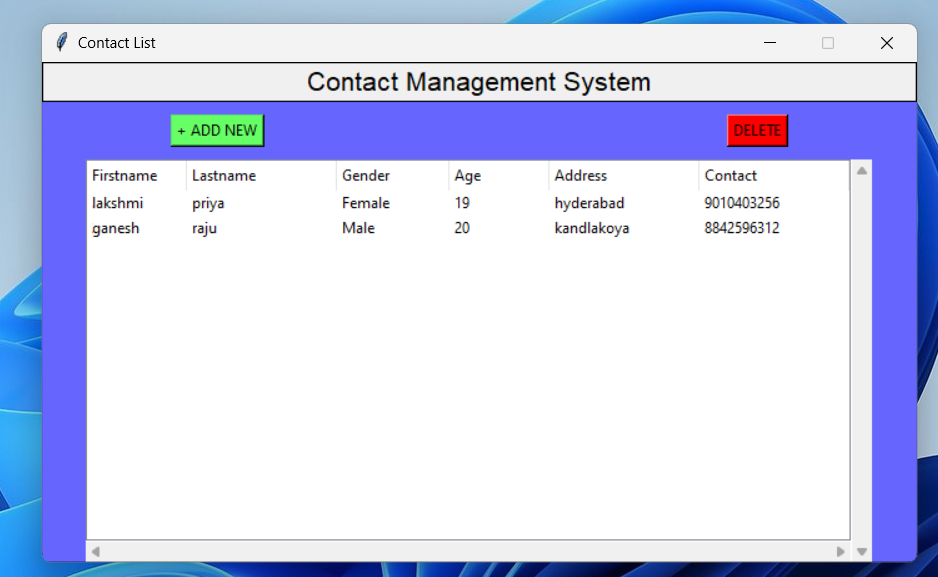 Contact List
Contact Management System
+ ADD NEW DELETE
Firstname Lastname Gender Age Address Contact
lakshmi priya Female 19 hyderabad 9010403256
ganesh raju Male 20 kandlakoya 8842596312